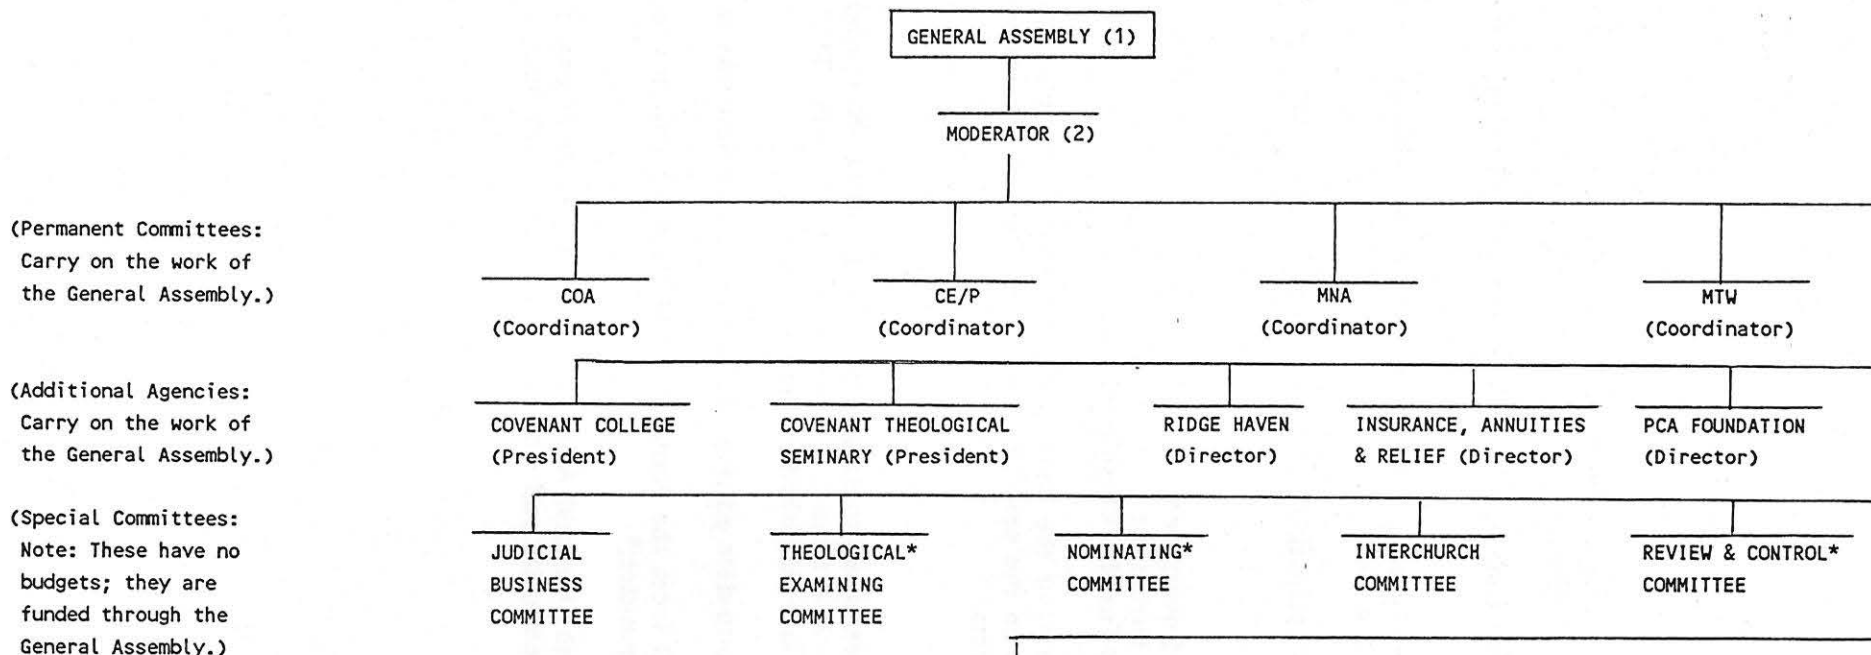 GENERAL ASSEMBLY (1)
MODERATOR (2)
(Permanent Committees:
Carry on the work of
the General Assembly.)
COA
(Coordinator)
CE/P
(Coordinator)
MNA
(Coordinator)
MTW
(Coordinator)
(Additional Agencies:
Carry on the work of
the General Assembly.)
COVENANT COLLEGE
(President)
COVENANT THEOLOGICAL
SEMINARY (President)
RIDGE HAVEN
(Director)
INSURANCE, ANNUITIES
& RELIEF (Director)
PCA FOUNDATION
(Director)
(Special Committees:
Note: These have no
budgets; they are
funded through the
General Assembly.)
JUDICIAL
BUSINESS
COMMITTEE
THEOLOGICAL*
EXAMINING
COMMITTEE
NOMINATING*
COMMITTEE
INTERCHURCH
COMMITTEE
REVIEW & CONTROL*
COMMITTEE